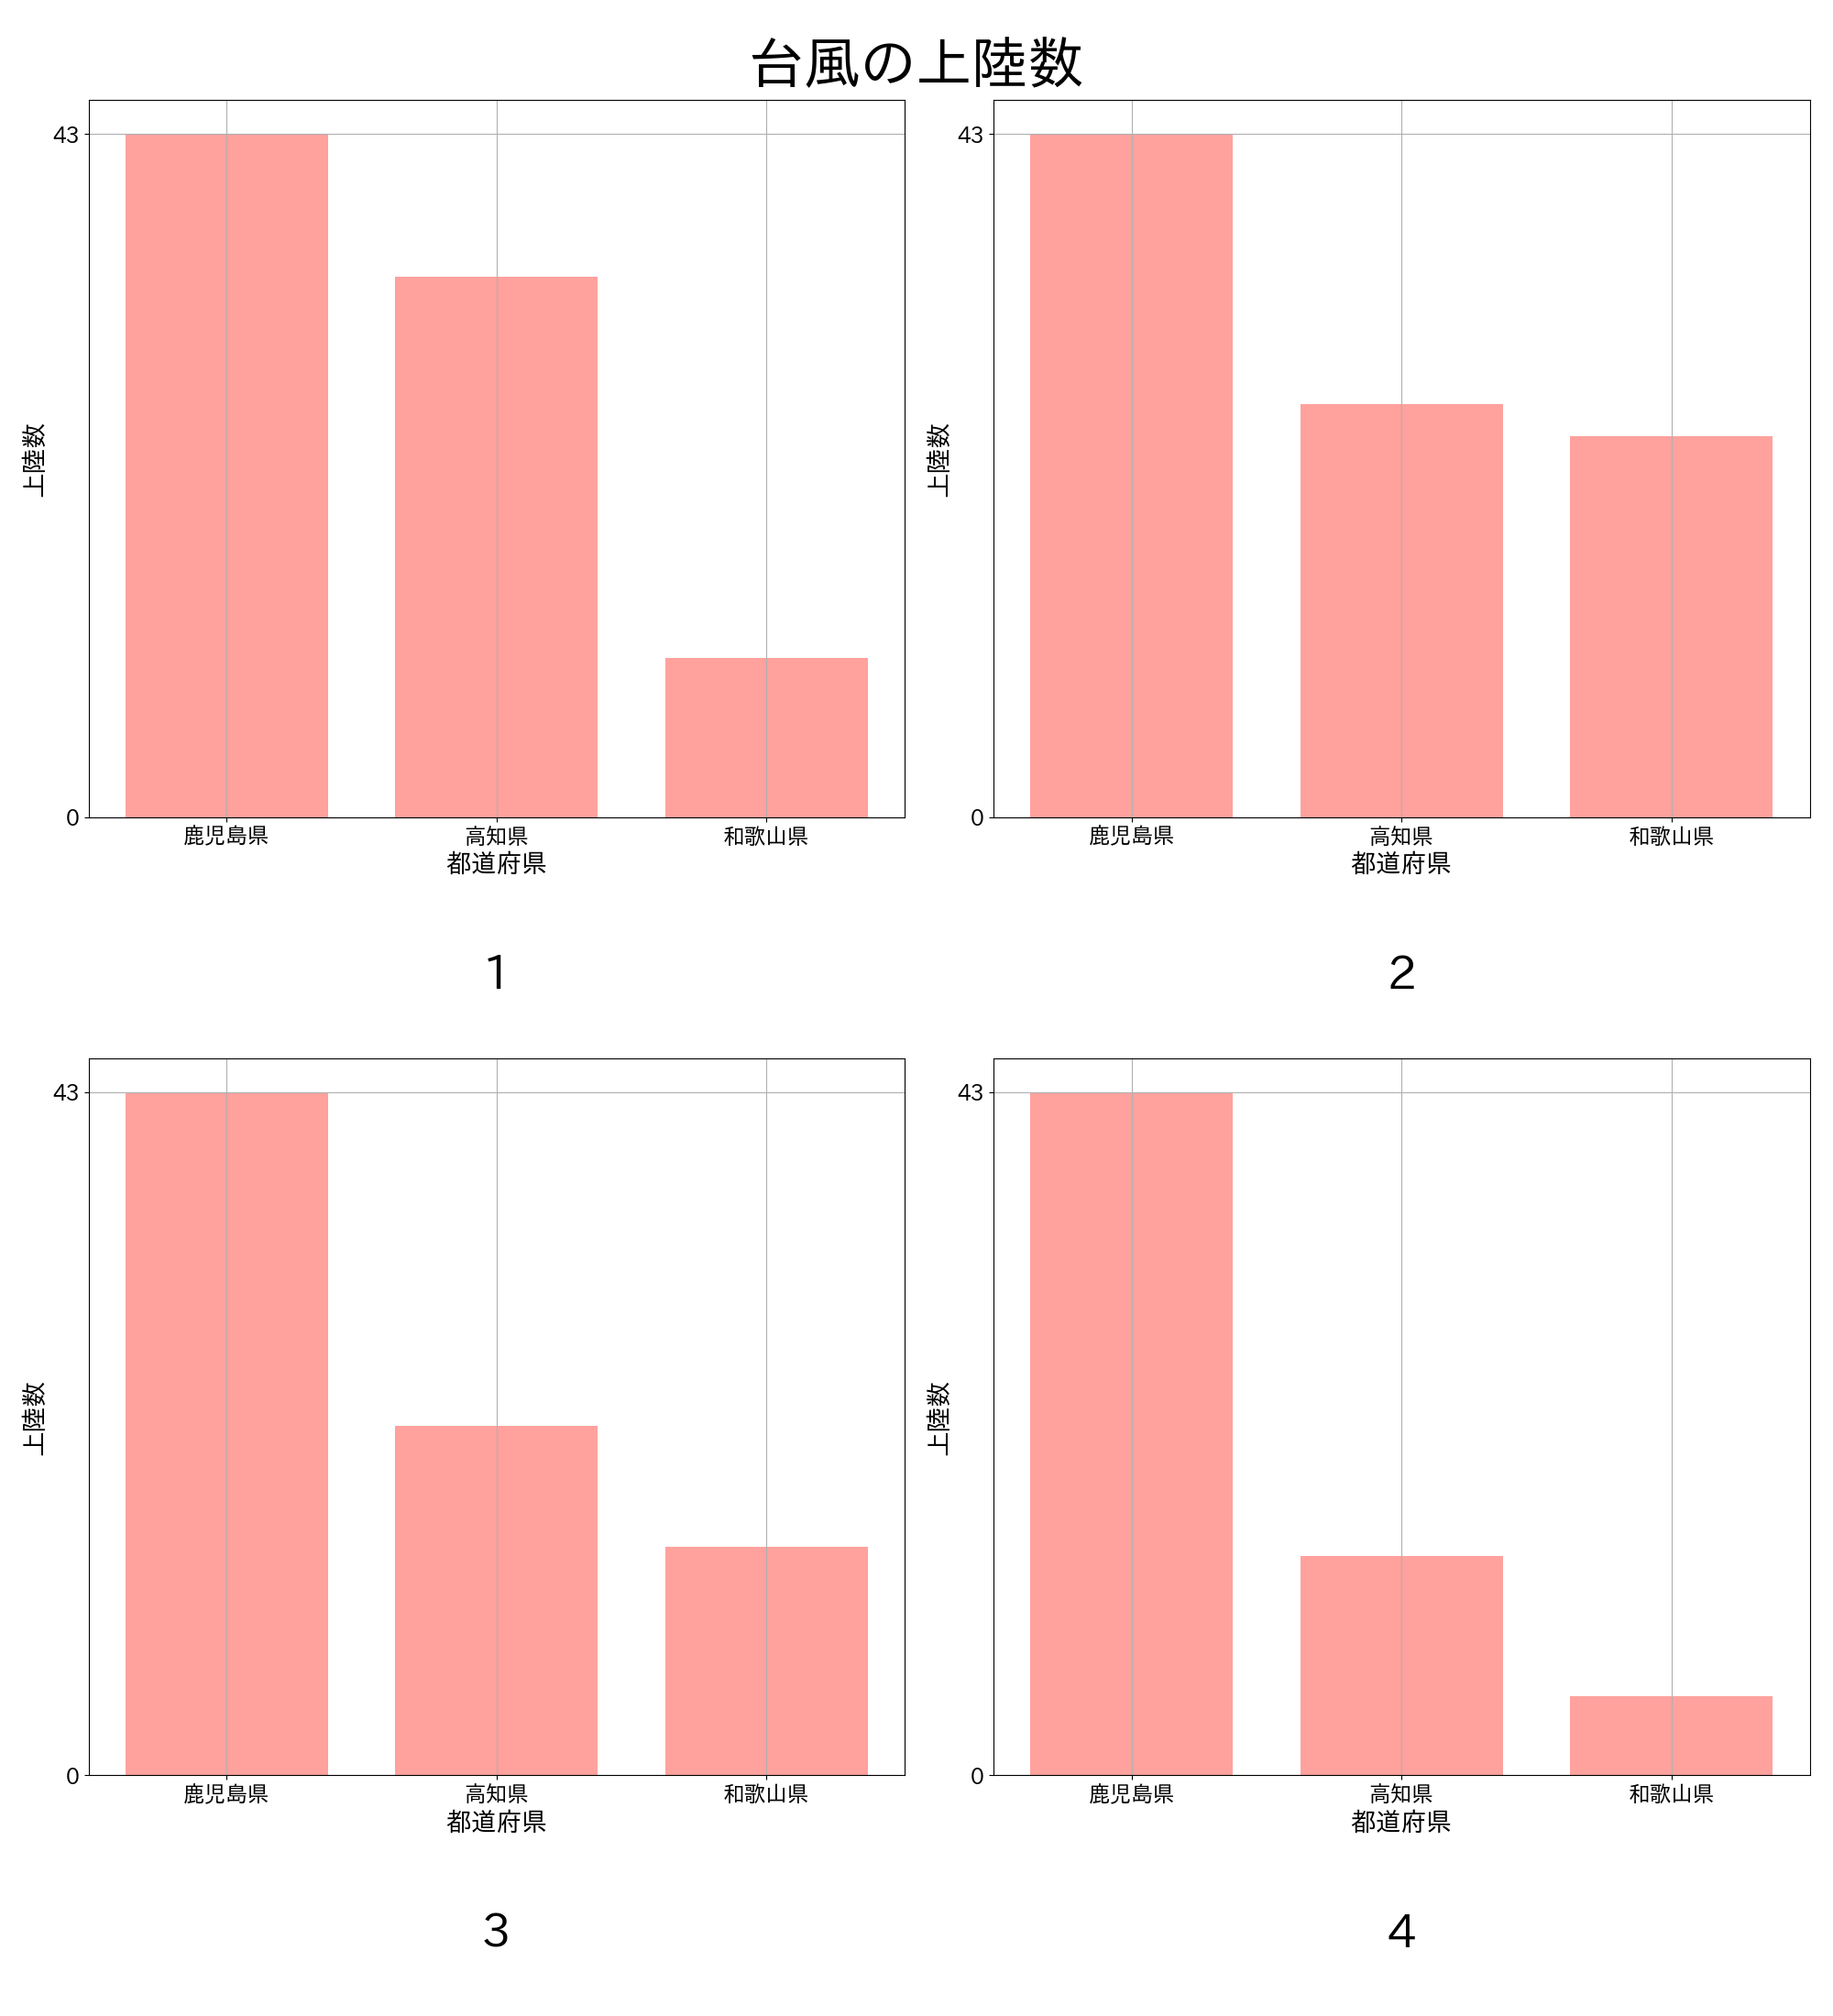 台風の上陸数
43
0
上陸数
鹿児島県 高知県 和歌山県
都道府県
1
43
0
上陸数
鹿児島県 高知県 和歌山県
都道府県
2
43
0
上陸数
鹿児島県 高知県 和歌山県
都道府県
3
43
0
上陸数
鹿児島県 高知県 和歌山県
都道府県
4